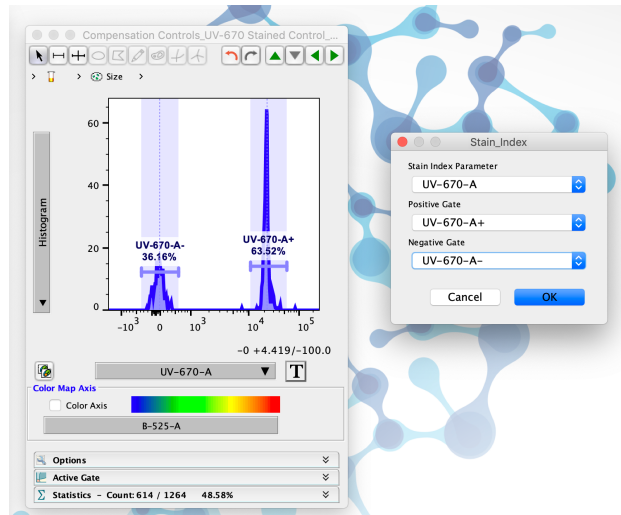 Compensation Controls_UV-670 Stained Control_...
> > Size >
60
40
20
0
Histogram
UV-670-A-
36.16%
UV-670-A+
63.52%
-10 3 0 10 3 10 4 10 5
-0 +4.419/-100.0
UV-670-A
T
Color Map Axis
Color Axis
B-525-A
Options
Active Gate
Σ Statistics - Count: 614 / 1264 48.58%
Stain_Index
Stain Index Parameter
UV-670-A
Positive Gate
UV-670-A+
Negative Gate
UV-670-A-
Cancel OK